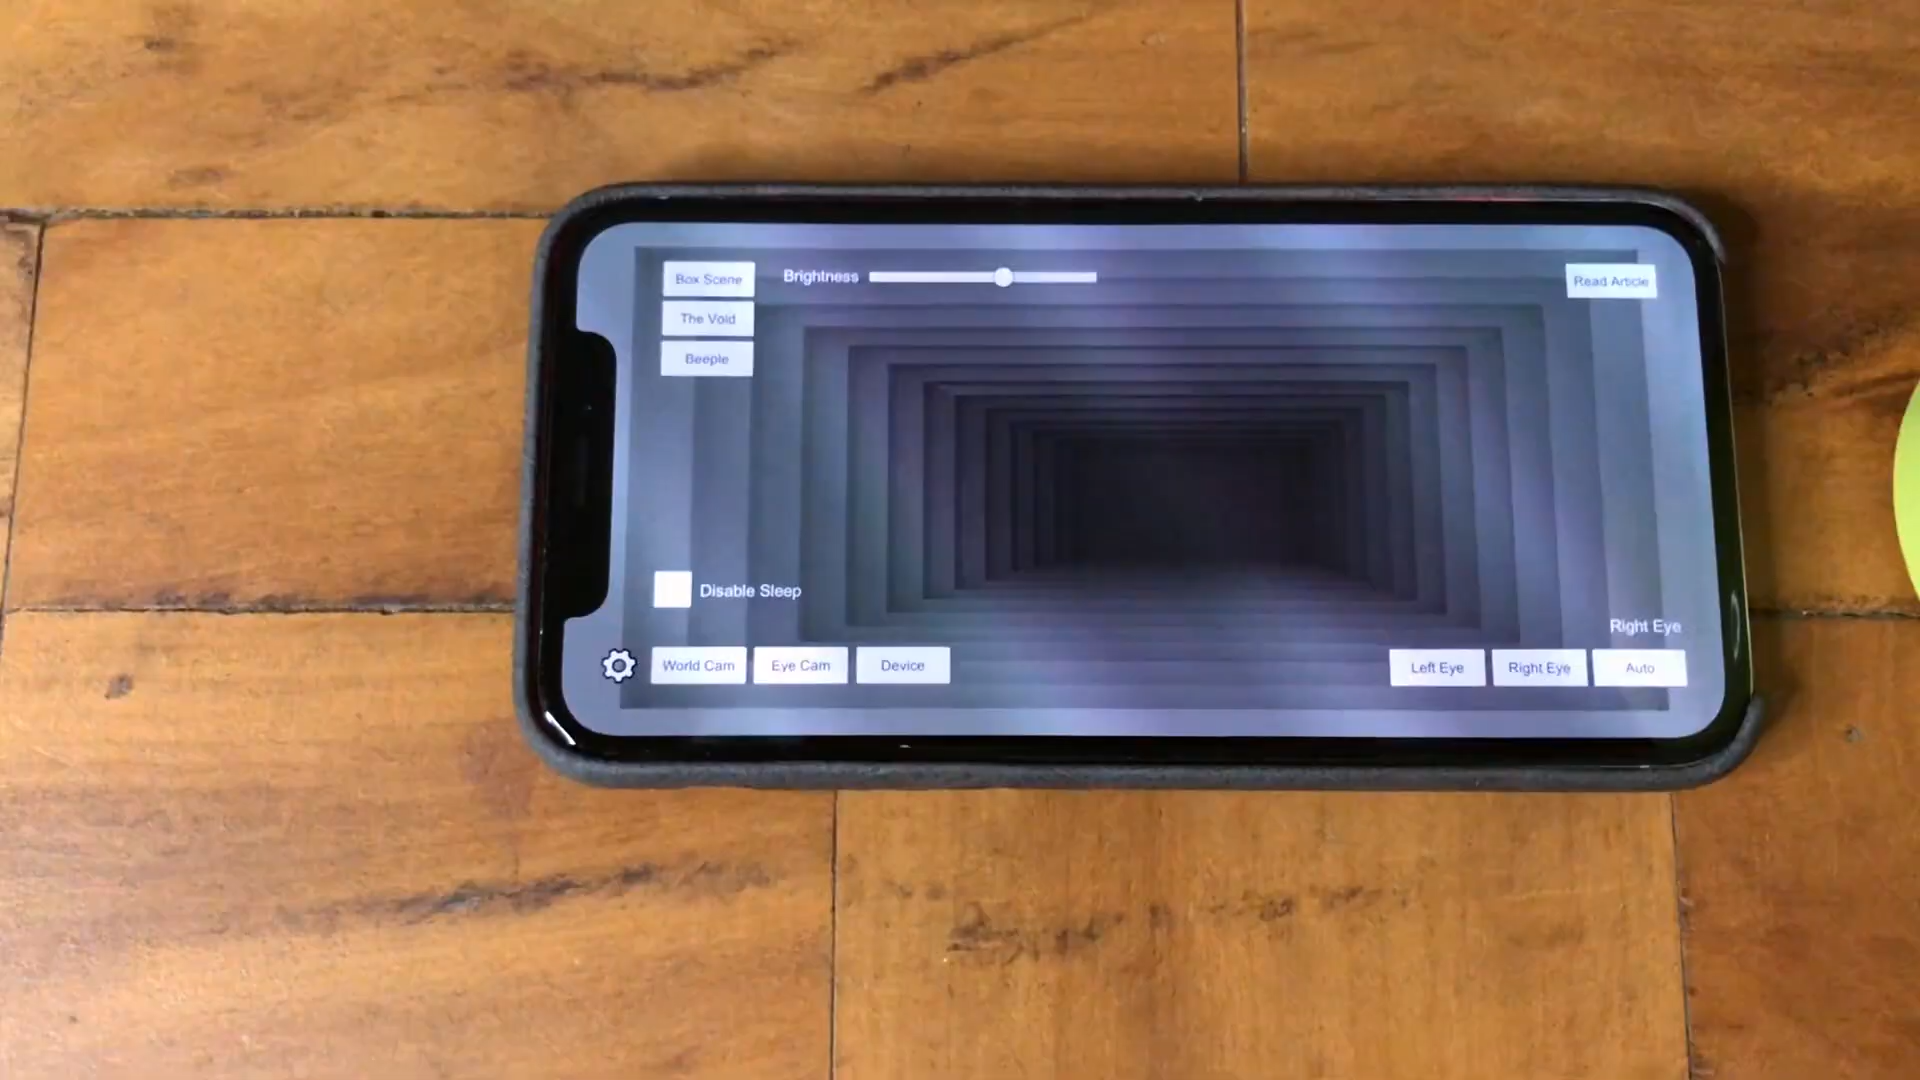 Box Scene
Brightness
Read Article
The Void
Beeple
Disable Sleep
Right Eye
World Cam
Eye Cam
Device
Left Eye
Right Eye
Auto